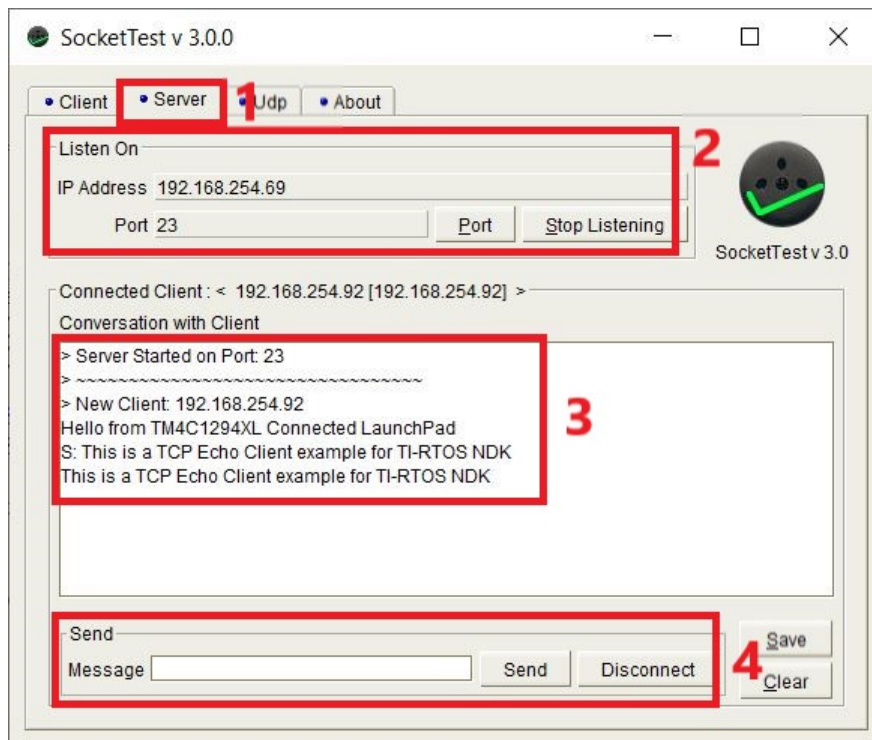 SocketTest v 3.0.0
Client Server 1 Udp About
Listen On
2
IP Address 192.168.254.69
Port 23 Port Stop Listening
SocketTest v 3.0
Connected Client : < 192.168.254.92 [192.168.254.92] >
Conversation with Client
> Server Started on Port: 23
> ~~~~~~~~~~~~~~~~~~~~~~~~~~~~~~~~~
> New Client: 192.168.254.92
Hello from TM4C1294XL Connected LaunchPad
3
S: This is a TCP Echo Client example for TI-RTOS NDK
This is a TCP Echo Client example for TI-RTOS NDK
Send
Message Send Disconnect
4
Save
Clear